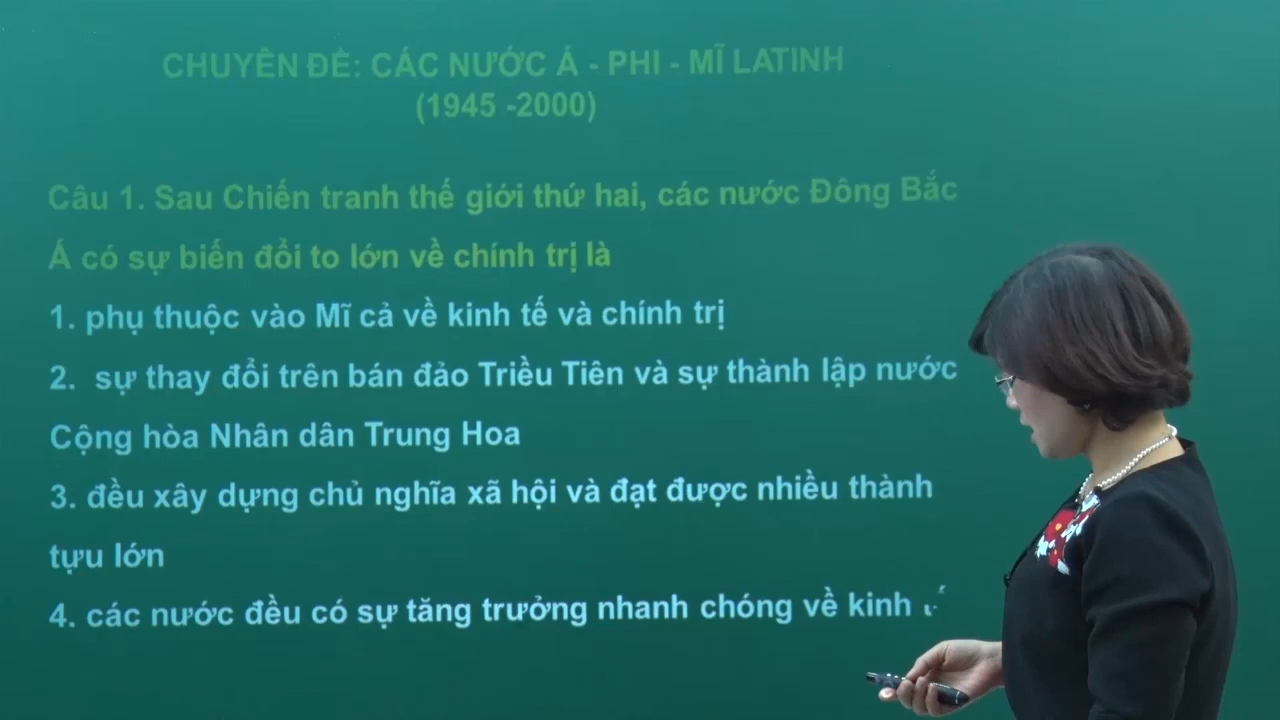 CHUYÊN ĐỀ: CÁC NƯỚC Á - PHI - MĨ LATINH
(1945 -2000)
Câu 1. Sau Chiến tranh thế giới thứ hai, các nước Đông Bắc
Á có sự biến đổi to lớn về chính trị là
1. phụ thuộc vào Mĩ cả về kinh tế và chính trị
2. sự thay đổi trên bán đảo Triều Tiên và sự thành lập nước
Cộng hòa Nhân dân Trung Hoa
3. đều xây dựng chủ nghĩa xã hội và đạt được nhiều thành
tựu lớn
4. các nước đều có sự tăng trưởng nhanh chóng về kinh